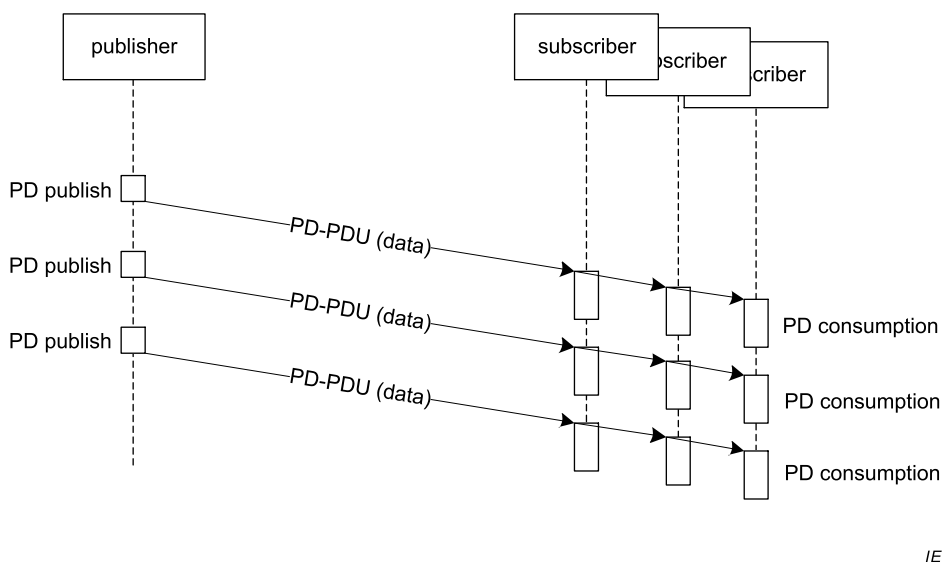 publisher
subscriber
bscriber
scriber
PD publish
PD-PDU (data)
PD publish
PD-PDU (data)
PD consumption
PD publish
PD-PDU (data)
PD consumption
PD consumption
IE